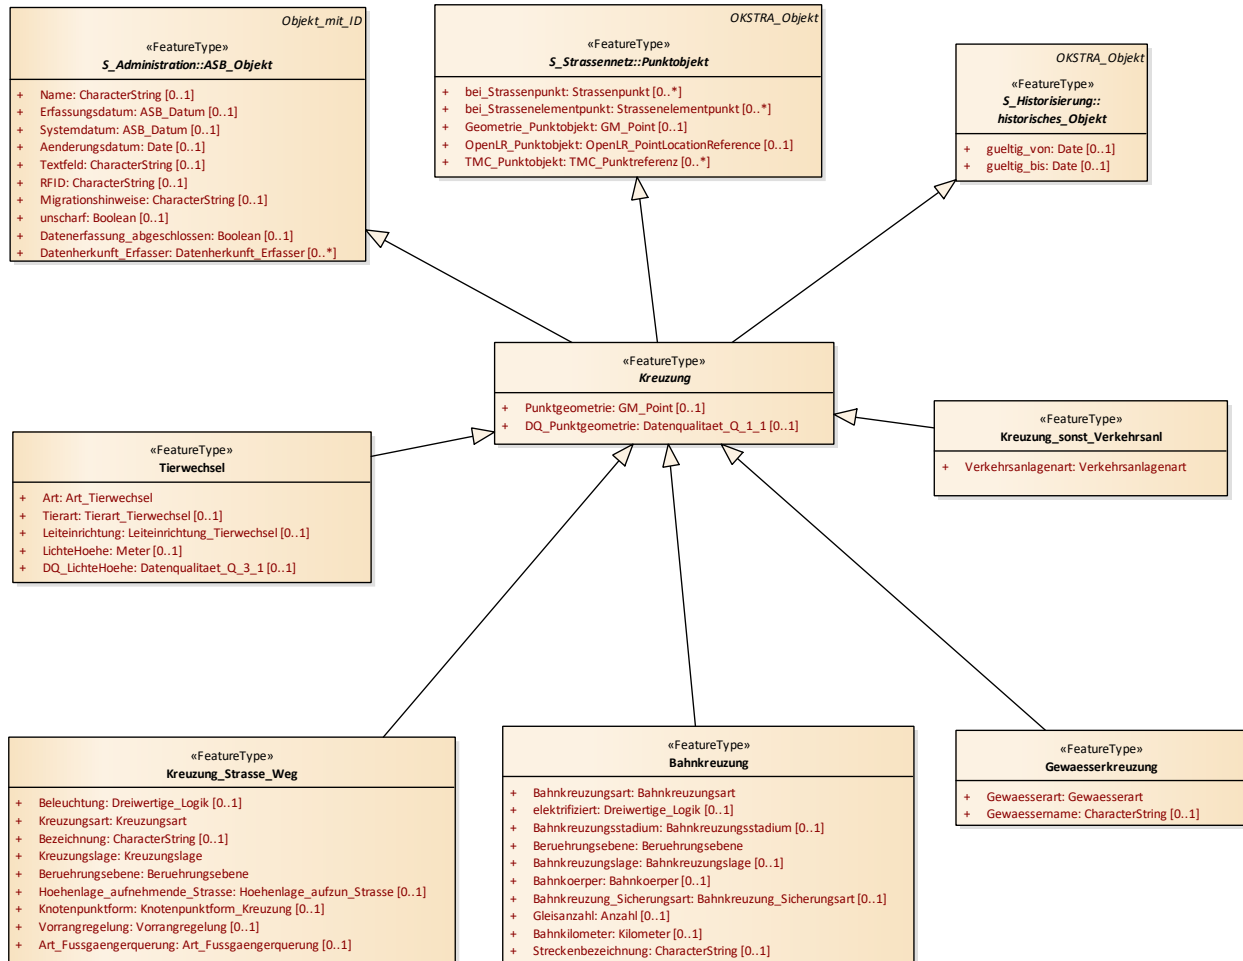 Objekt_mit_ID
«FeatureType»
S_Administration::ASB_Objekt
+ Name: CharacterString [0..1]
+ Erfassungsdatum: ASB_Datum [0..1]
+ Systemdatum: ASB_Datum [0..1]
+ Aenderungsdatum: Date [0..1]
+ Textfeld: CharacterString [0..1]
+ RFID: CharacterString [0..1]
+ Migrationshinweise: CharacterString [0..1]
+ unscharf: Boolean [0..1]
+ Datenerfassung_abgeschlossen: Boolean [0..1]
+ Datenherkunft_Erfasser: Datenherkunft_Erfasser [0..*]
OKSTRA_Objekt
«FeatureType»
S_Strassennetz::Punktobjekt
+ bei_Strassenpunkt: Strassenpunkt [0..*]
+ bei_Strassenelementpunkt: Strassenelementpunkt [0..*]
+ Geometrie_Punktobjekt: GM_Point [0..1]
+ OpenLR_Punktobjekt: OpenLR_PointLocationReference [0..1]
+ TMC_Punktobjekt: TMC_Punktreferenz [0..*]
OKSTRA_Objekt
«FeatureType»
S_Historisierung::
historisches_Objekt
+ gueltig_von: Date [0..1]
+ gueltig_bis: Date [0..1]
«FeatureType»
Kreuzung
+ Punktgeometrie: GM_Point [0..1]
+ DQ_Punktgeometrie: Datenqualitaet_Q_1_1 [0..1]
«FeatureType»
Kreuzung_sonst_Verkehrsanl
+ Verkehrsanlagenart: Verkehrsanlagenart
«FeatureType»
Tierwechsel
+ Art: Art_Tierwechsel
+ Tierart: Tierart_Tierwechsel [0..1]
+ Leiteinrichtung: Leiteinrichtung_Tierwechsel [0..1]
+ LichteHoehe: Meter [0..1]
+ DQ_LichteHoehe: Datenqualitaet_Q_3_1 [0..1]
«FeatureType»
Kreuzung_Strasse_Weg
+ Beleuchtung: Dreiwertige_Logik [0..1]
+ Kreuzungsart: Kreuzungsart
+ Bezeichnung: CharacterString [0..1]
+ Kreuzungslage: Kreuzungslage
+ Beruehrungsebene: Beruehrungsebene
+ Hoehenlage_aufnehmende_Strasse: Hoehenlage_aufzun_Strasse [0..1]
+ Knotenpunktform: Knotenpunktform_Kreuzung [0..1]
+ Vorrangregelung: Vorrangregelung [0..1]
+ Art_Fussgaengerquerung: Art_Fussgaengerquerung [0..1]
«FeatureType»
Bahnkreuzung
+ Bahnkreuzungsart: Bahnkreuzungsart
+ elektrifiziert: Dreiwertige_Logik [0..1]
+ Bahnkreuzungsstadium: Bahnkreuzungsstadium [0..1]
+ Beruehrungsebene: Beruehrungsebene
+ Bahnkreuzungslage: Bahnkreuzungslage [0..1]
+ Bahnkoerper: Bahnkoerper [0..1]
+ Bahnkreuzung_Sicherungsart: Bahnkreuzung_Sicherungsart [0..1]
+ Gleisanzahl: Anzahl [0..1]
+ Bahnkilometer: Kilometer [0..1]
+ Streckenbezeichnung: CharacterString [0..1]
«FeatureType»
Gewaesserkreuzung
+ Gewaesserart: Gewaesserart
+ Gewaessername: CharacterString [0..1]